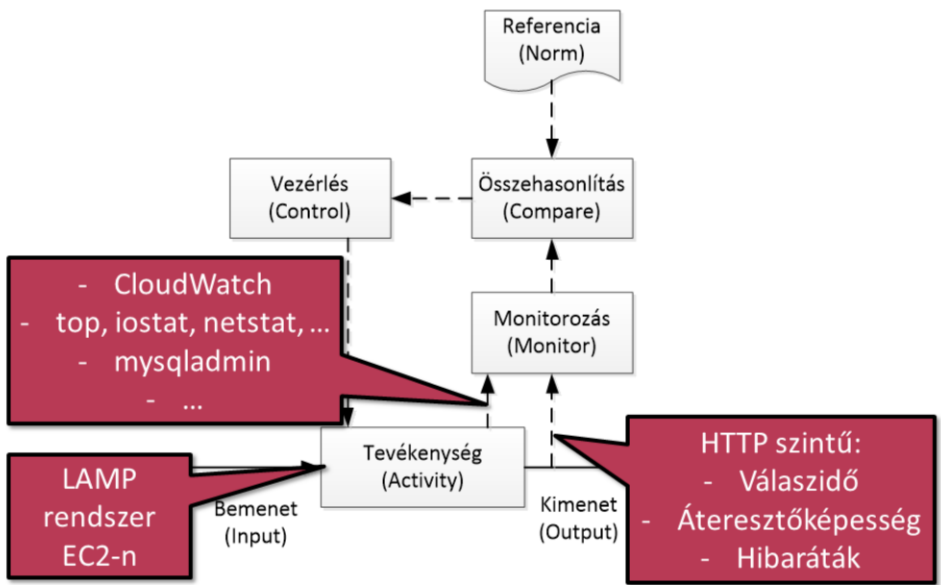 Referencia
(Norm)
Vezérlés
(Control)
Összehasonlítás
(Compare)
- CloudWatch
- top, iostat, netstat, ...
- mysqladmin
- ...
Monitorozás
(Monitor)
LAMP
rendszer
EC2-n
Bemenet
(Input)
Tevékenység
(Activity)
Kimenet
(Output)
HTTP szintű:
- Válaszidő
- Áteresztőképesség
- Hibaráták